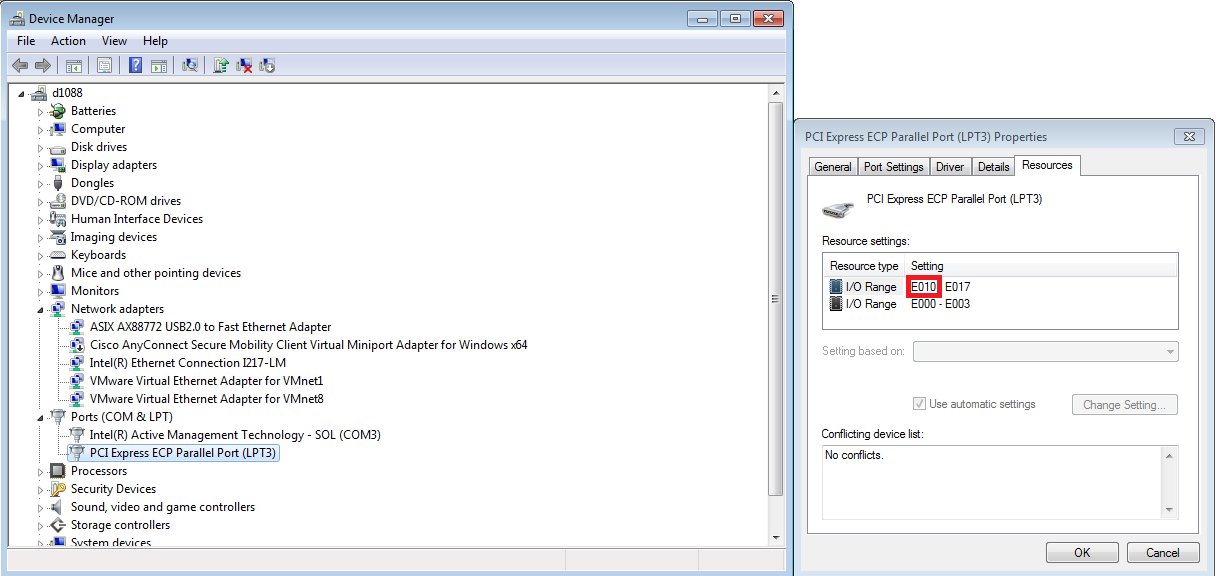 Device Manager
File Action View Help
d1088
Batteries
Computer
Disk drives
Display adapters
Dongles
DVD/CD-ROM drives
Human Interface Devices
Imaging devices
Keyboards
Mice and other pointing devices
Monitors
Network adapters
ASIX AX88772 USB2.0 to Fast Ethernet Adapter
Cisco AnyConnect Secure Mobility Client Virtual Miniport Adapter for Windows x64
Intel(R) Ethernet Connection I217-LM
VMware Virtual Ethernet Adapter for VMnet1
VMware Virtual Ethernet Adapter for VMnet8
Ports (COM & LPT)
Intel(R) Active Management Technology - SOL (COM3)
PCI Express ECP Parallel Port (LPT3)
Processors
Security Devices
Sound, video and game controllers
Storage controllers
System devices
PCI Express ECP Parallel Port (LPT3) Properties
General Port Settings Driver Details Resources
PCI Express ECP Parallel Port (LPT3)
Resource settings:
Resource type Setting
I/O Range E010 E017
I/O Range E000 - E003
Setting based on:
Use automatic settings Change Setting...
Conflicting device list:
No conflicts.
OK Cancel